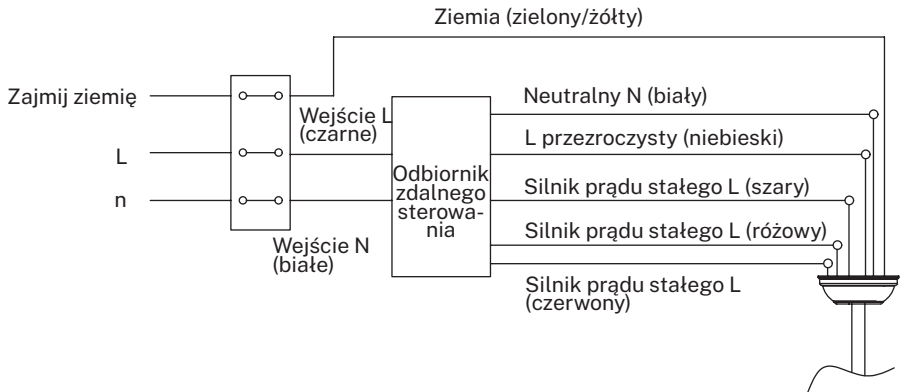 Ziemia (zielony/żółty)
Zajmij ziemię
L
n
Wejście L
(czarne)
Wejście N
(białe)
Odbiornik
zdalnego
sterowa-
nia
Neutralny N (biały)
L przezroczysty (niebieski)
Silnik prądu stałego L (szary)
Silnik prądu stałego L (różowy)
Silnik prądu stałego L
(czerwony)